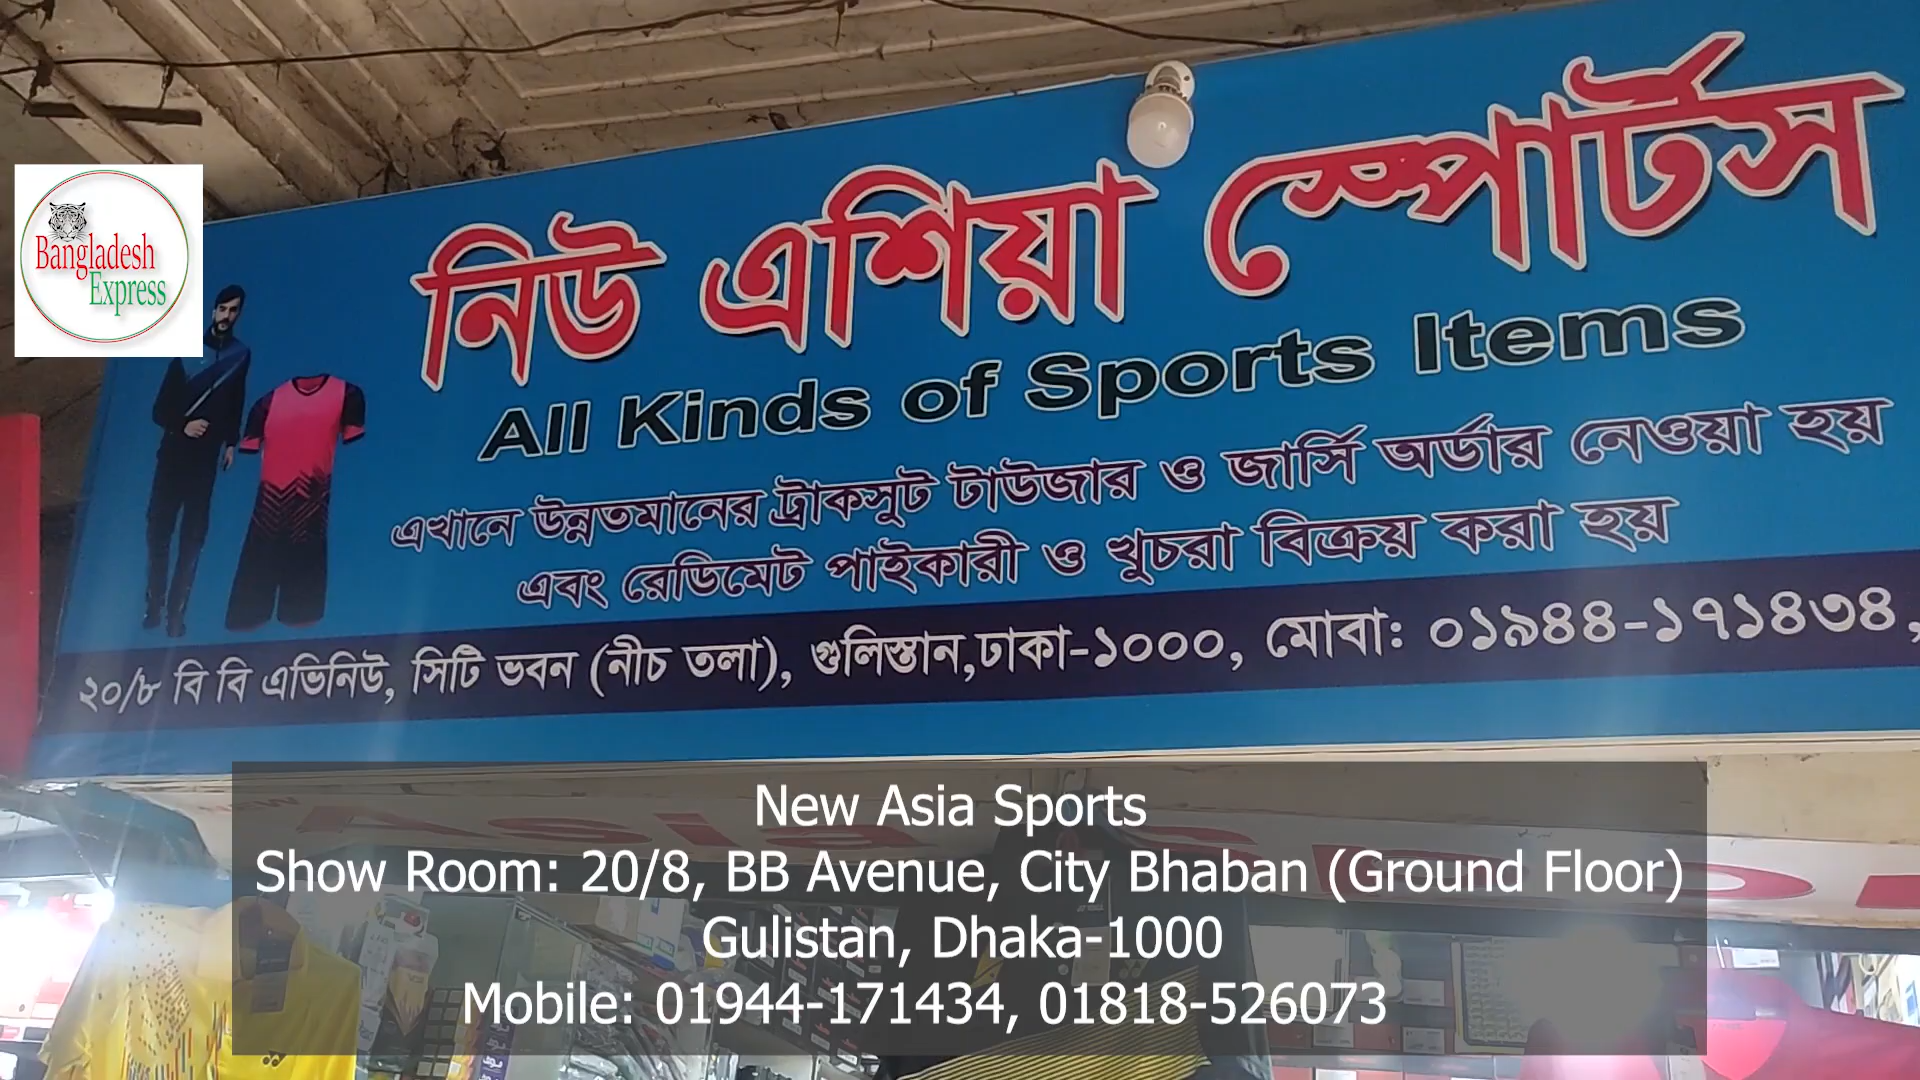 নিউ এশিয়া স্পোর্টস
All Kinds of Sports Items
এখানে উন্নতমানের ট্রাকসুট টাউজার ও জার্সি অর্ডার নেওয়া হয়
এবং রেডিমেট পাইকারী ও খুচরা বিক্রয় করা হয়
২০/৮ বি বি এভিনিউ, সিটি ভবন (নীচ তলা), গুলিস্তান,ঢাকা-১০০০, মোবা: ০১৯৪৪-১৭১৪৩৪,
Bangladesh
Express
New Asia Sports
Show Room: 20/8, BB Avenue, City Bhaban (Ground Floor)
Gulistan, Dhaka-1000
Mobile: 01944-171434, 01818-526073